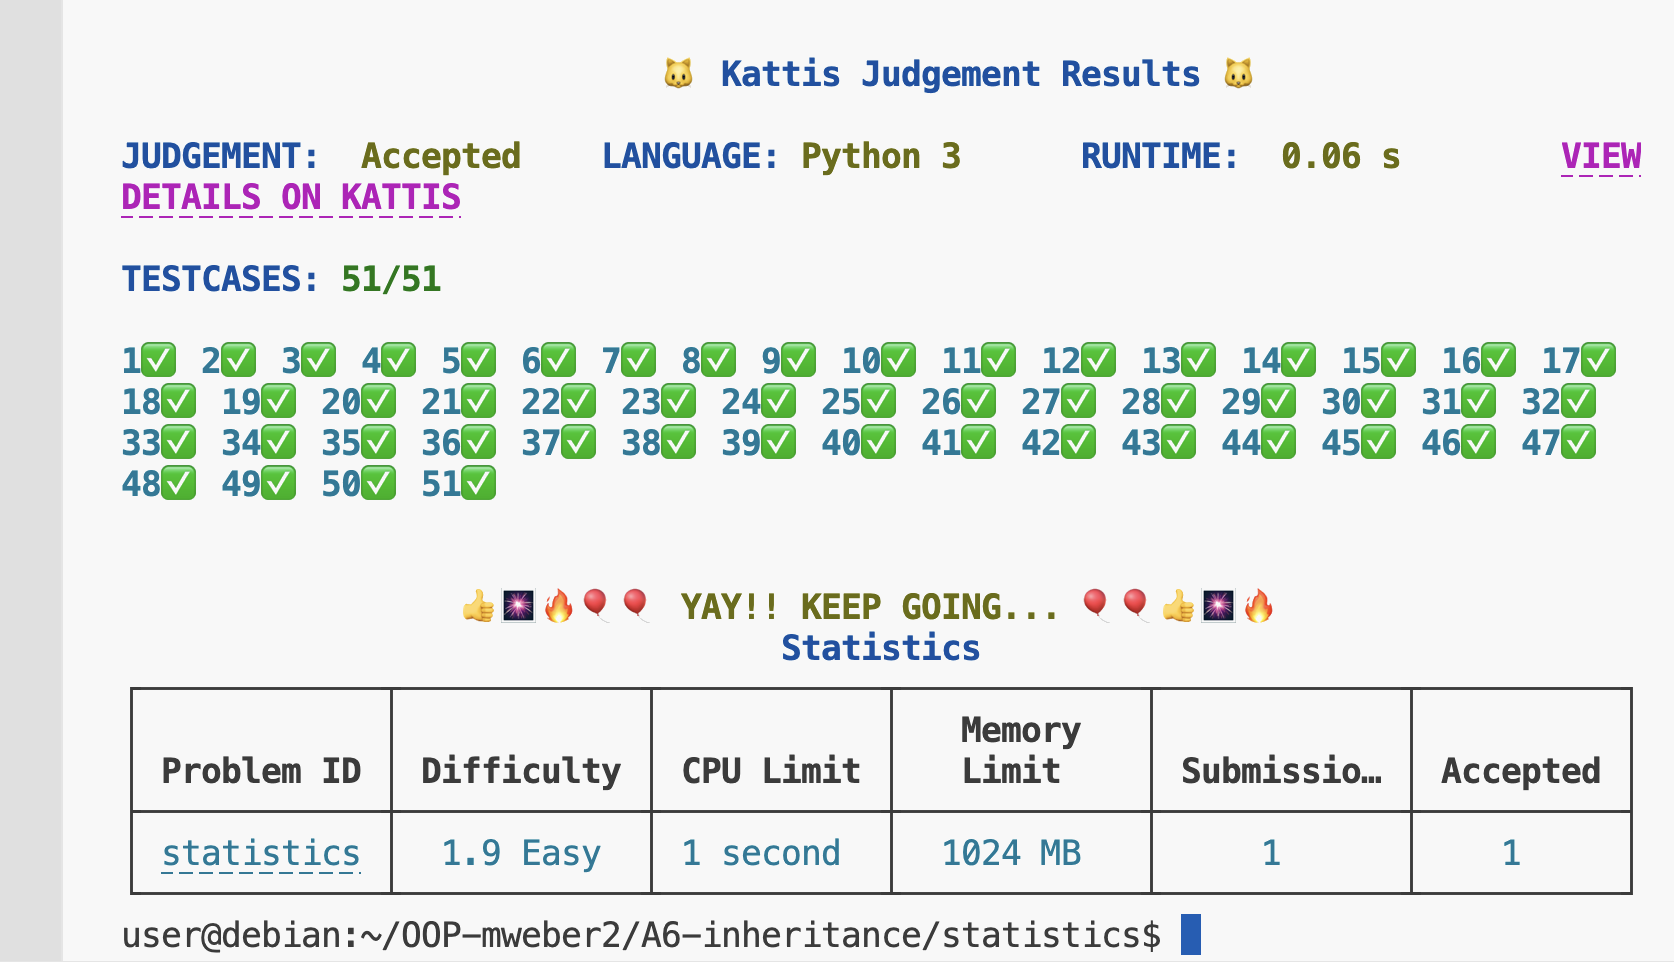 🐱 Kattis Judgement Results 🐱
JUDGEMENT: Accepted LANGUAGE: Python 3 RUNTIME: 0.06 s VIEW
DETAILS ON KATTIS
TESTCASES: 51/51
1✅ 2✅ 3✅ 4✅ 5✅ 6✅ 7✅ 8✅ 9✅ 10✅ 11✅ 12✅ 13✅ 14✅ 15✅ 16✅ 17✅
18✅ 19✅ 20✅ 21✅ 22✅ 23✅ 24✅ 25✅ 26✅ 27✅ 28✅ 29✅ 30✅ 31✅ 32✅
33✅ 34✅ 35✅ 36✅ 37✅ 38✅ 39✅ 40✅ 41✅ 42✅ 43✅ 44✅ 45✅ 46✅ 47✅
48✅ 49✅ 50✅ 51✅
👍🎆🔥🎈🎈 YAY!! KEEP GOING... 🎈🎈👍🎆🔥
Statistics
Problem ID Difficulty CPU Limit Memory Limit Submissio… Accepted
statistics 1.9 Easy 1 second 1024 MB 1 1
user@debian:~/OOP-mweber2/A6-inheritance/statistics$